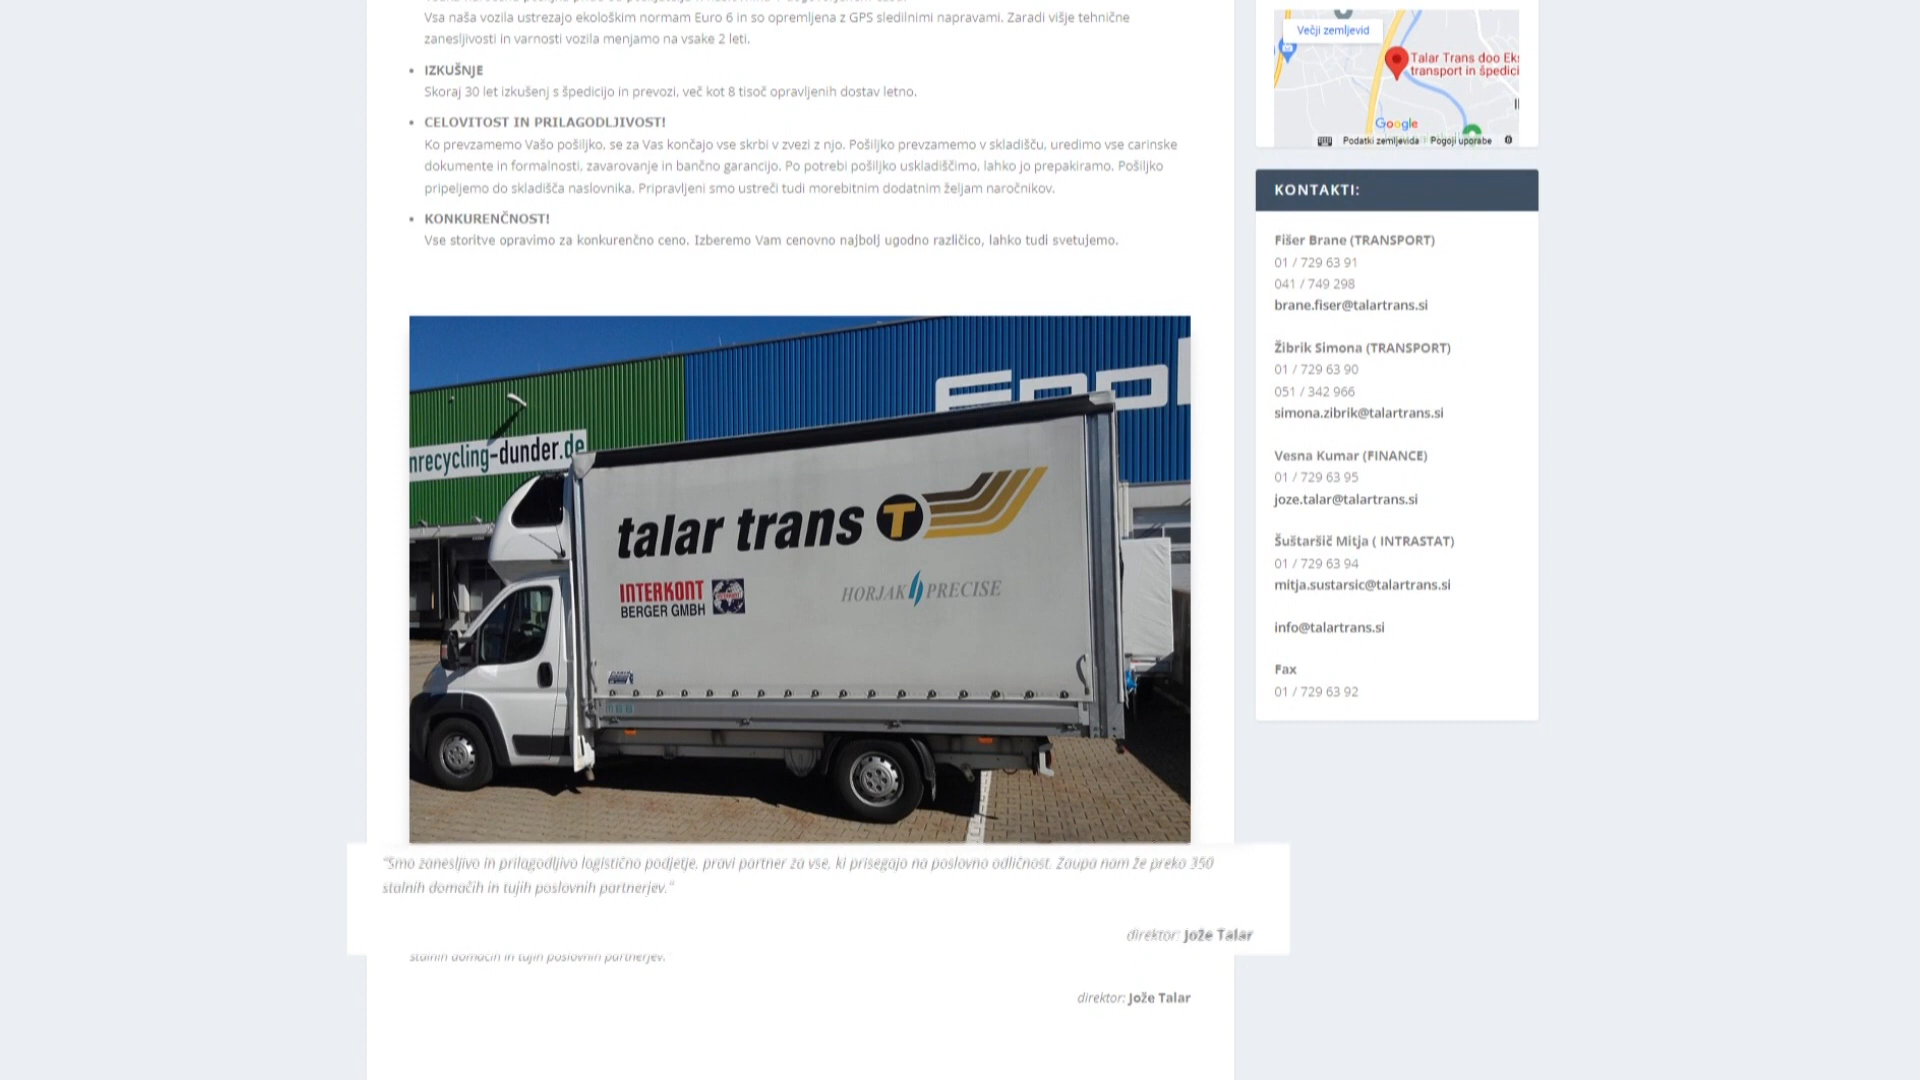 Vsa naša vozila ustrezajo ekološkim normam Euro 6 in so opremljena z GPS sledilnimi napravami. Zaradi višje tehnične
zanesljivosti in varnosti vozila menjamo na vsake 2 leti.
IZKUŠNJE
Skoraj 30 let izkušenj s špedicijo in prevozi, več kot 8 tisoč opravljenih dostav letno.
CELOVITOST IN PRILAGODLJIVOST!
Ko prevzamemo Vašo pošiljko, se za Vas končajo vse skrbi v zvezi z njo. Pošiljko prevzamemo v skladišču, uredimo vse carinske
dokumente in formalnosti, zavarovanje in bančno garancijo. Po potrebi pošiljko uskladiščimo, lahko jo prepakiramo. Pošiljko
pripeljemo do skladišča naslovnika. Pripravljeni smo ustreči tudi morebitnim dodatnim željam naročnikov.
KONKURENČNOST!
Vse storitve opravimo za konkurenčno ceno. Izberemo Vam cenovno najbolj ugodno različico, lahko tudi svetujemo.
nrecycling-dunder.de
talar trans T
INTERKONT
BERGER GMBH
HORJAK PRECISE
"Smo zanesljivo in prilagodljivo logistično podjetje, pravi partner za vse, ki prisegajo na poslovno odličnost. Zaupa nam že preko 350
stalnih domačih in tujih poslovnih partnerjev."
direktor: Jože Talar
stalnih domačih in tujih poslovnih partnerjev.
direktor: Jože Talar
Večji zemljevid
Talar Trans doo Eks
transport in špedici
Google
Podatki zemljevida Pogoji uporabe
KONTAKTI:
Fišer Brane (TRANSPORT)
01 / 729 63 91
041 / 749 298
brane.fiser@talartrans.si
Žibrik Simona (TRANSPORT)
01 / 729 63 90
051 / 342 966
simona.zibrik@talartrans.si
Vesna Kumar (FINANCE)
01 / 729 63 95
joze.talar@talartrans.si
Šuštaršič Mitja ( INTRASTAT)
01 / 729 63 94
mitja.sustarsic@talartrans.si
info@talartrans.si
Fax
01 / 729 63 92